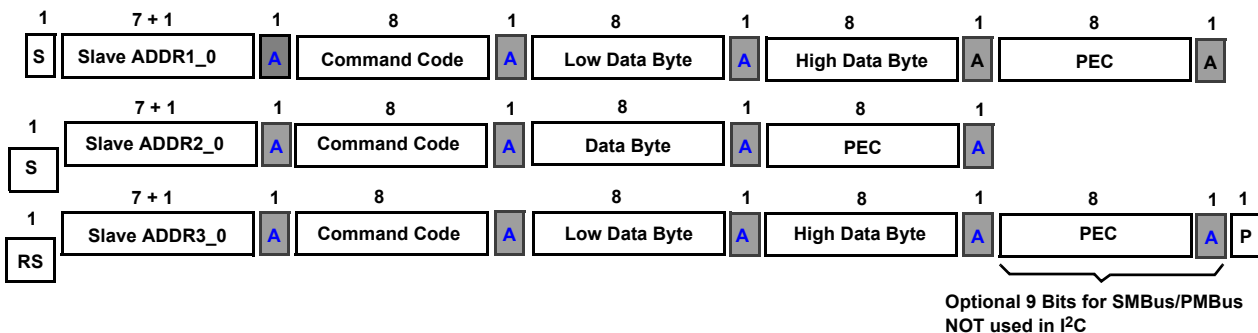 1 7 + 1 1 8 1 8 1 8 1 8 1
S Slave ADDR1_0 A Command Code A Low Data Byte A High Data Byte A PEC A
1 7 + 1 1 8 1 8 1 8 1
S Slave ADDR2_0 A Command Code A Data Byte A PEC A
1 7 + 1 1 8 1 8 1 8 1 8 1 1
RS Slave ADDR3_0 A Command Code A Low Data Byte A High Data Byte A PEC A P
Optional 9 Bits for SMBus/PMBus
NOT used in I²C